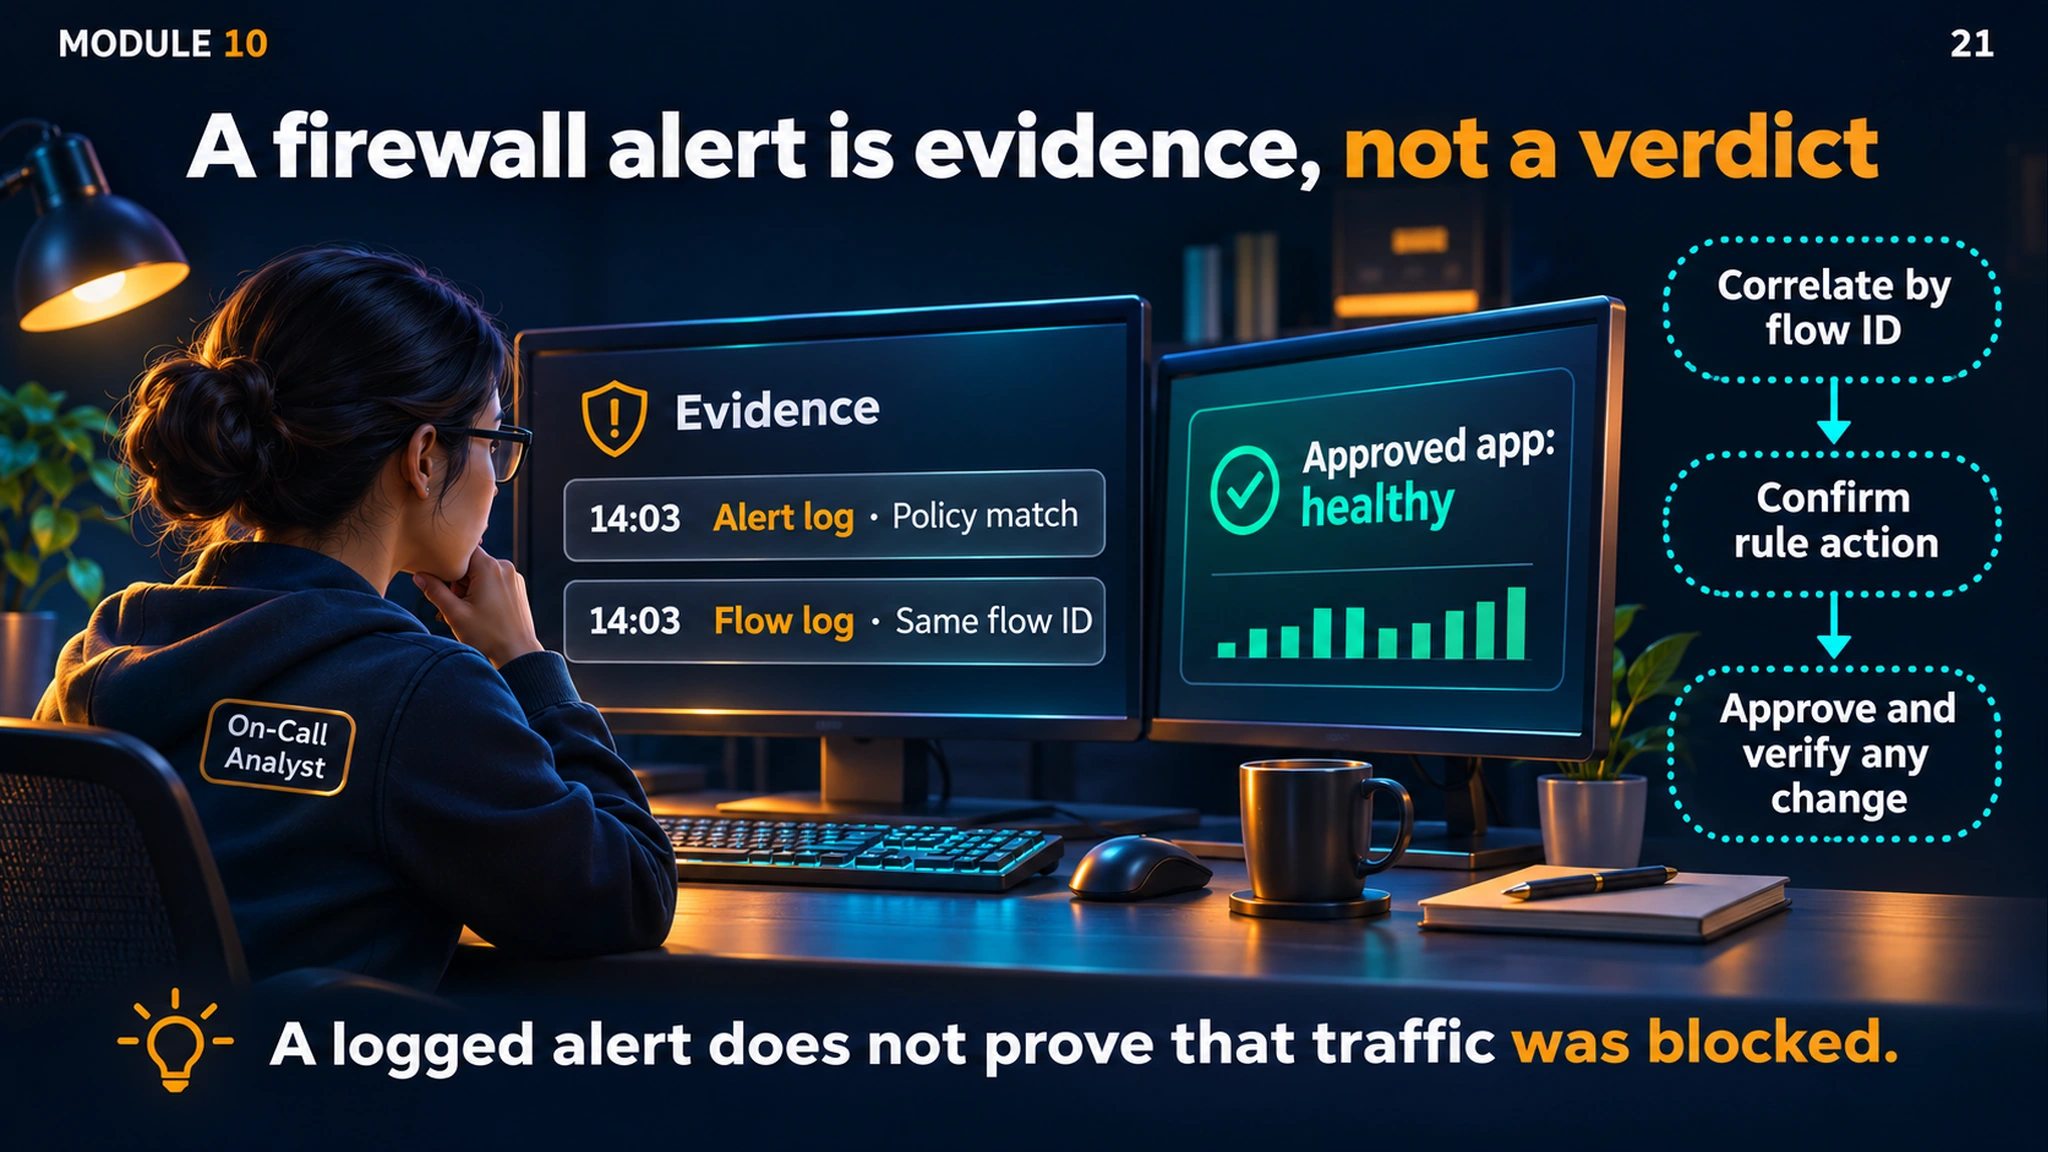 MODULE 10
21
A firewall alert is evidence, not a verdict
Evidence
14:03 Alert log · Policy match
14:03 Flow log · Same flow ID
Approved app:
healthy
Correlate by
flow ID
Confirm
rule action
Approve and
verify any
change
On-Call
Analyst
A logged alert does not prove that traffic was blocked.